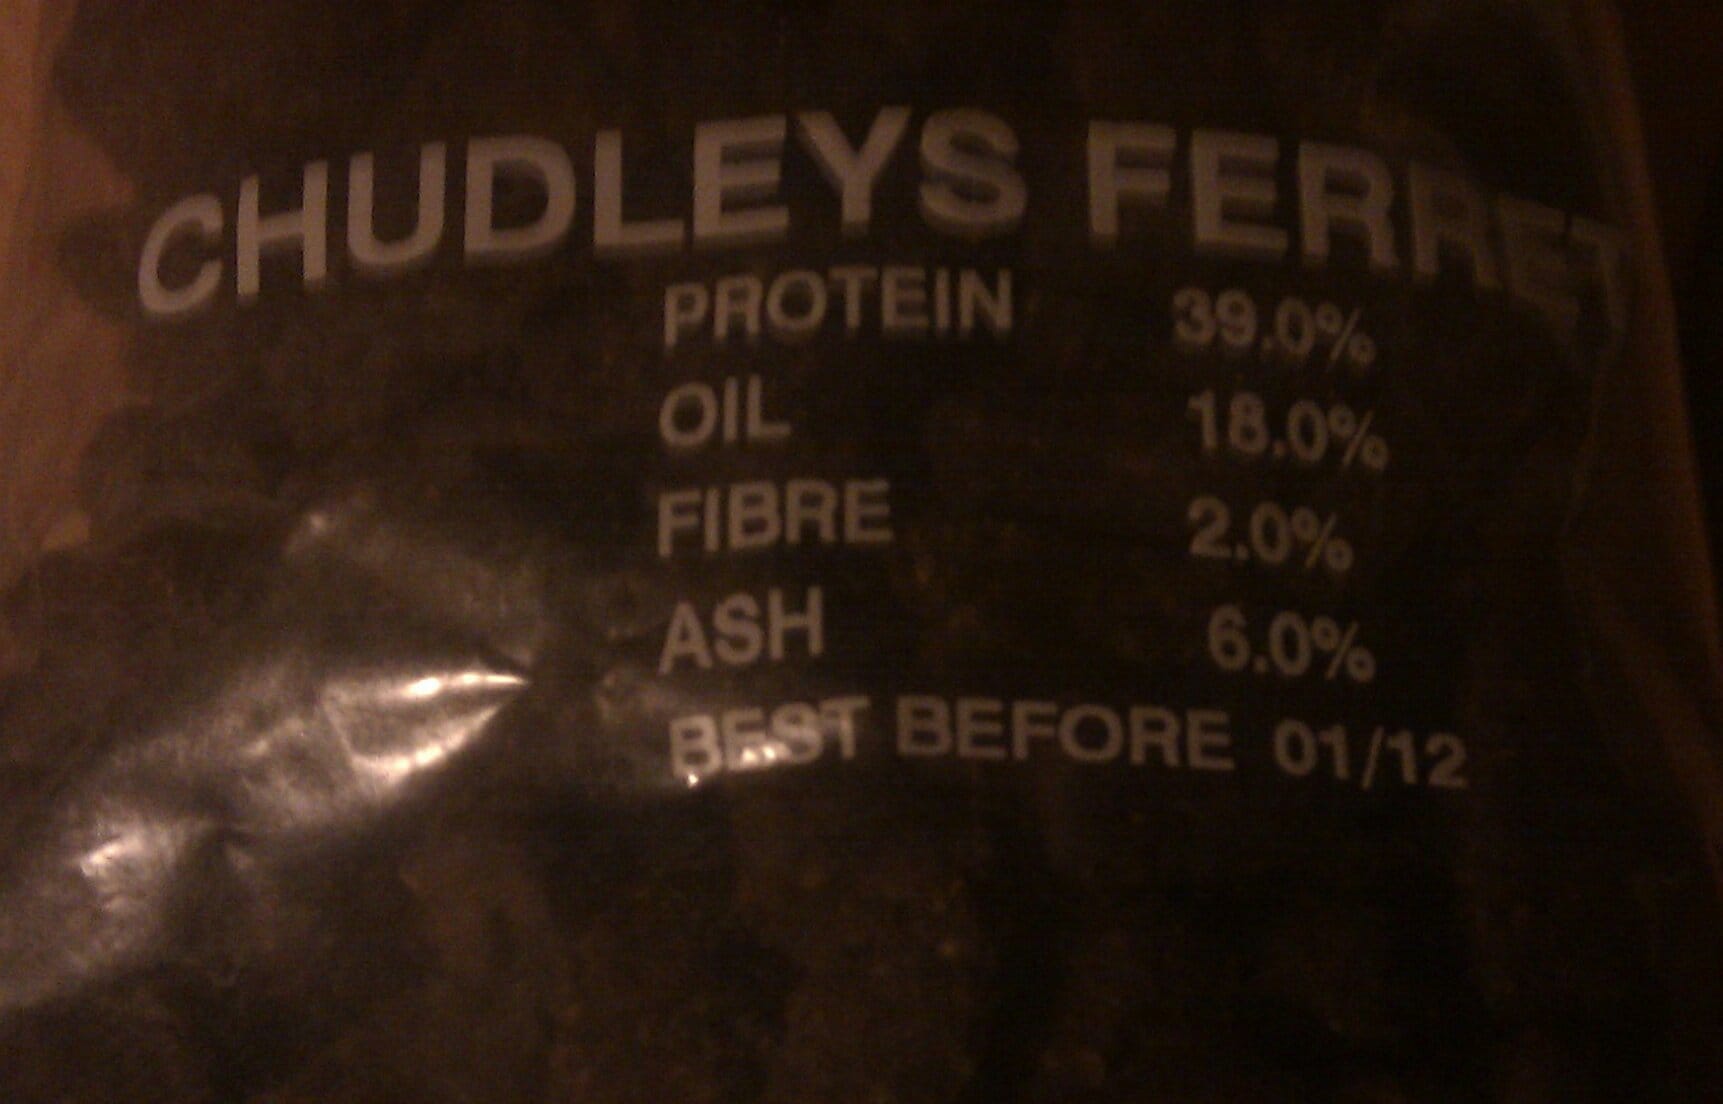 CHUDLEYS FERRET
PROTEIN 39.0%
OIL 18.0%
FIBRE 2.0%
ASH 6.0%
BEST BEFORE 01/12